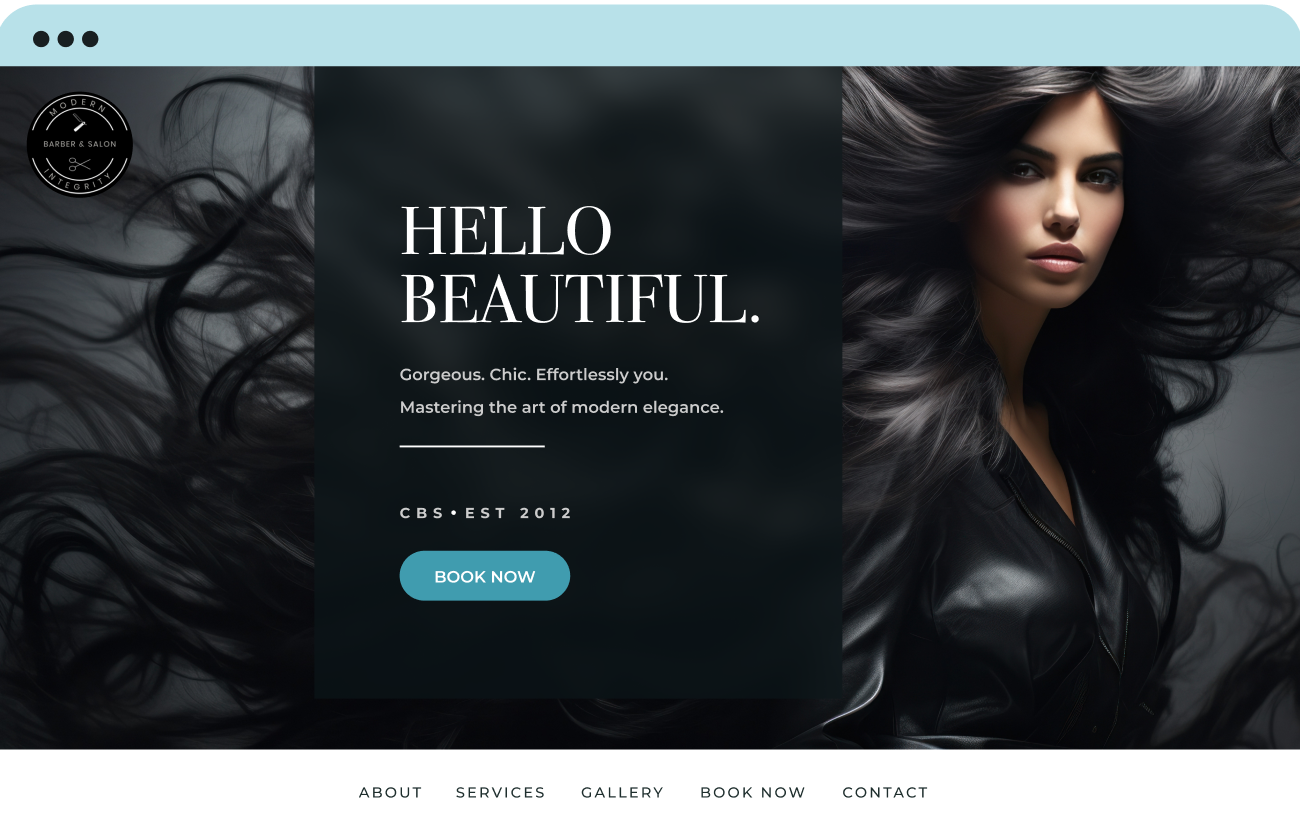 MODERN
BARBER & SALON
INTEGRITY
HELLO
BEAUTIFUL.
Gorgeous. Chic. Effortlessly you.
Mastering the art of modern elegance.
CBS•EST 2012
BOOK NOW
ABOUT SERVICES GALLERY BOOK NOW CONTACT